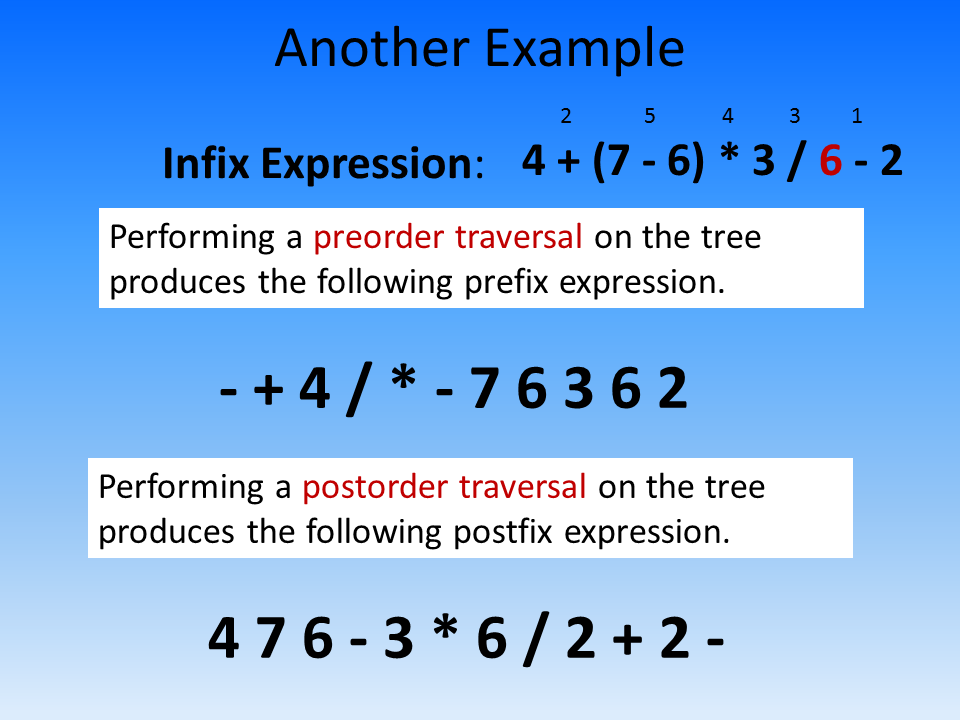 Another Example
2 5 4 3 1
Infix Expression: 4 + (7 - 6) * 3 / 6 - 2
Performing a preorder traversal on the tree
produces the following prefix expression.
- + 4 / * - 7 6 3 6 2
Performing a postorder traversal on the tree
produces the following postfix expression.
4 7 6 - 3 * 6 / 2 + 2 -